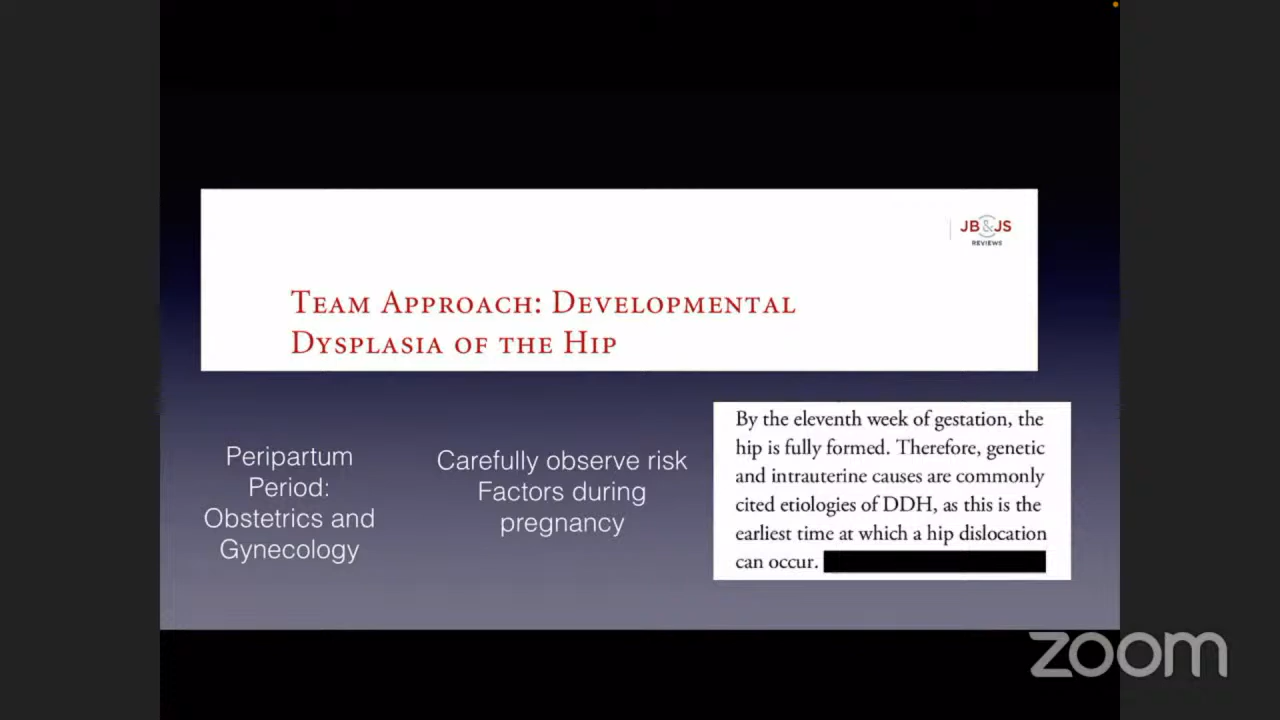 JB&JS
REVIEWS
Team Approach: Developmental
Dysplasia of the Hip
Peripartum
Period:
Obstetrics and
Gynecology
Carefully observe risk
Factors during
pregnancy
By the eleventh week of gestation, the
hip is fully formed. Therefore, genetic
and intrauterine causes are commonly
cited etiologies of DDH, as this is the
earliest time at which a hip dislocation
can occur.
zoom